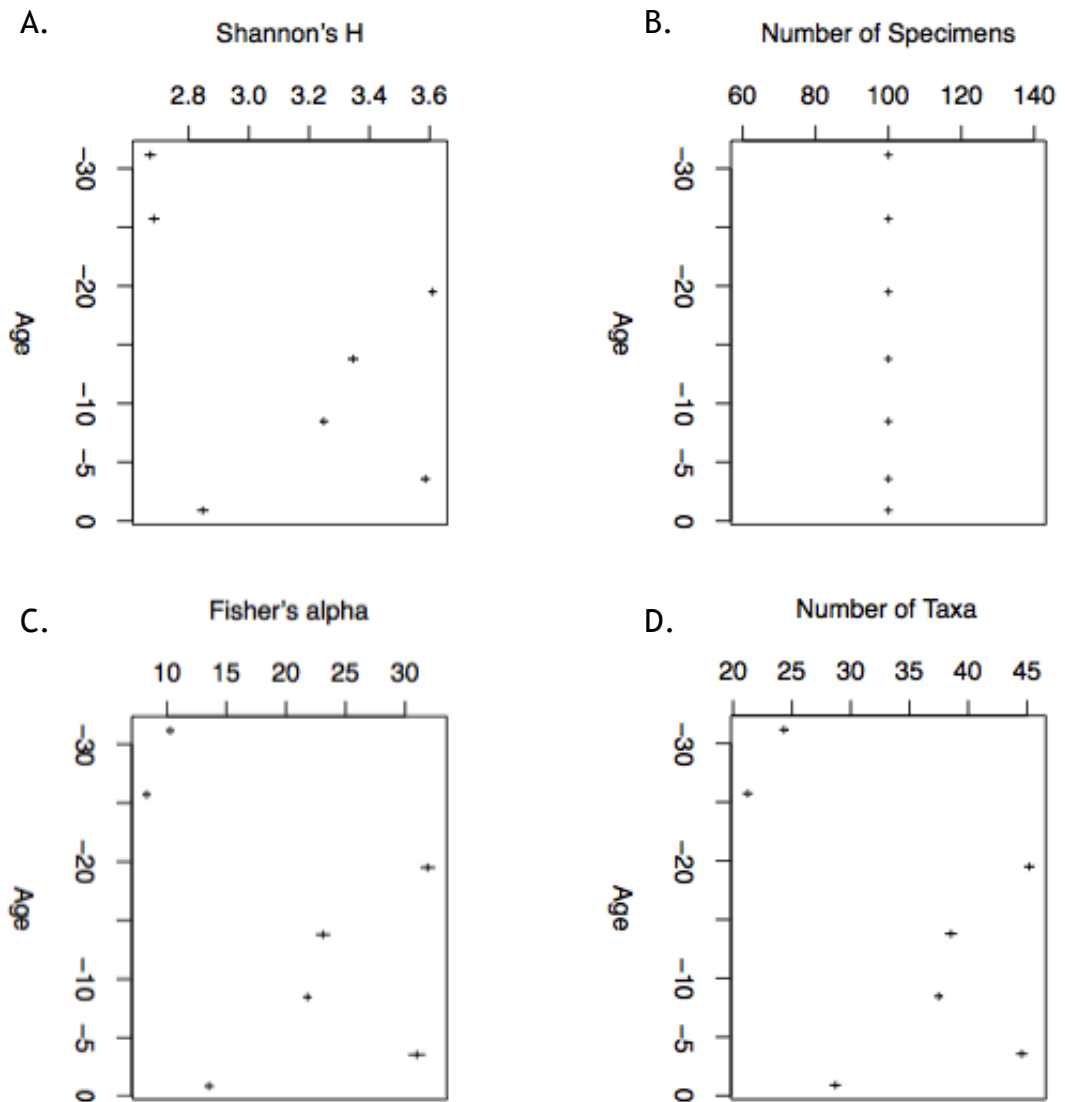 A.
Shannon's H
2.8 3.0 3.2 3.4 3.6
−30
−20
−10
−5
0
Age
B.
Number of Specimens
60 80 100 120 140
−30
−20
−10
−5
0
Age
C.
Fisher's alpha
10 15 20 25 30
−30
−20
−10
−5
0
Age
D.
Number of Taxa
20 25 30 35 40 45
−30
−20
−10
−5
0
Age